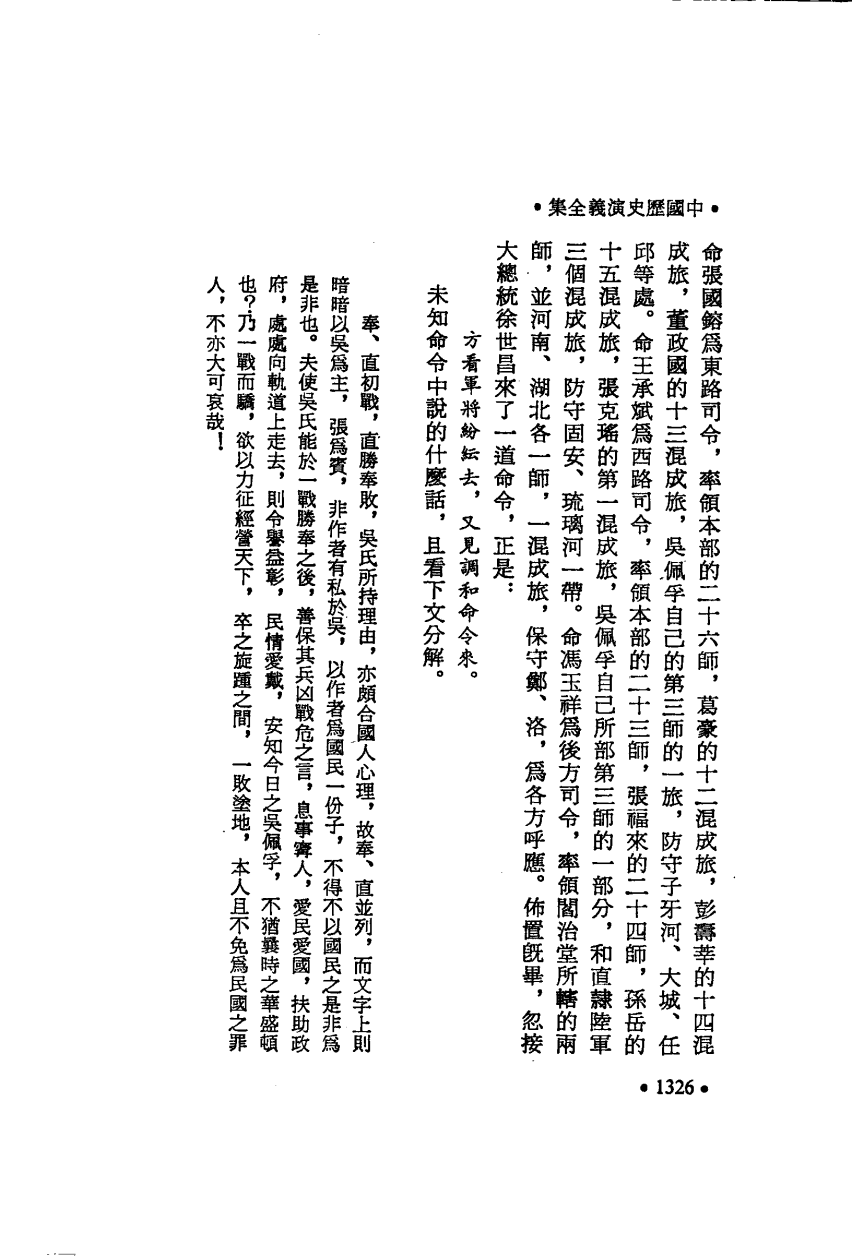 •中國歷史演義全集•
命張國鎔爲東路司令，率領本部的二十六師，葛豪的十二混成旅，彭壽莘的十四混
成旅，董政國的十三混成旅，吳佩孚自己的第三師的一旅，防守子牙河、大城、任
邱等處。命王承斌爲西路司令，率領本部的二十三師，張福來的二十四師，孫岳的
十五混成旅，張克瑤的第一混成旅，吳佩孚自己所部第三師的一部分，和直隸陸軍
三個混成旅，防守固安、琉璃河一帶。命馮玉祥爲後方司令，率領閻治堂所轄的兩
師，並河南、湖北各一師，一混成旅，保守鄭、洛，爲各方呼應。佈置旣畢，忽接
大總統徐世昌來了一道命令，正是：
方看軍將紛紜去，又見調和命令來。
未知命令中說的什麼話，且看下文分解。
奉、直初戰，直勝奉敗，吳氏所持理由，亦頗合國人心理，故奉、直並列，而文字上則
暗暗以吳爲主，張爲賓，非作者有私於吳，以作者爲國民一份子，不得不以國民之是非爲
是非也。夫使吳氏能於一戰勝奉之後，善保其兵凶戰危之言，息事寧人，愛民愛國，扶助政
府，處處向軌道上走去，則令譽益彰，民情愛戴，安知今日之吳佩孚，不猶曩時之華盛頓
也？乃一戰而驕，欲以力征經營天下，卒之旋踵之間，一敗塗地，本人且不免爲民國之罪
人，不亦大可哀哉！
•1326•